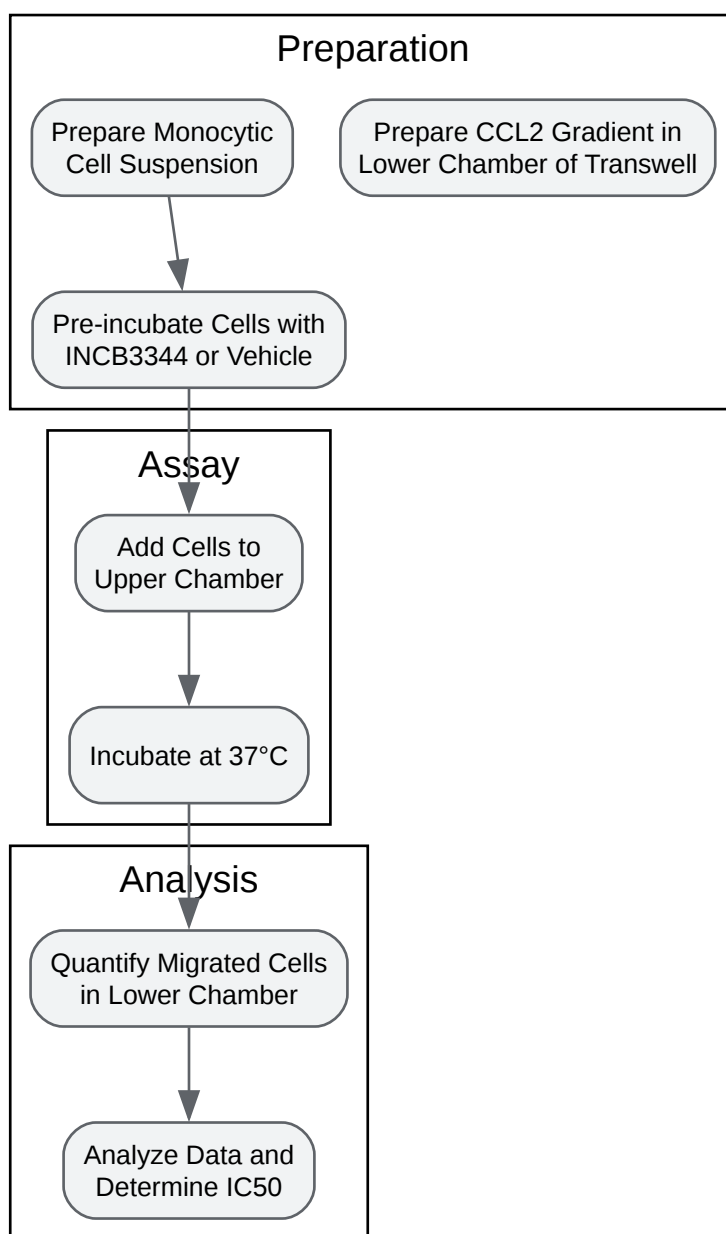 Preparation
Prepare Monocytic
Cell Suspension
Prepare CCL2 Gradient in
Lower Chamber of Transwell
Pre-incubate Cells with
INCB3344 or Vehicle
Assay
Add Cells to
Upper Chamber
Incubate at 37°C
Analysis
Quantify Migrated Cells
in Lower Chamber
Analyze Data and
Determine IC50